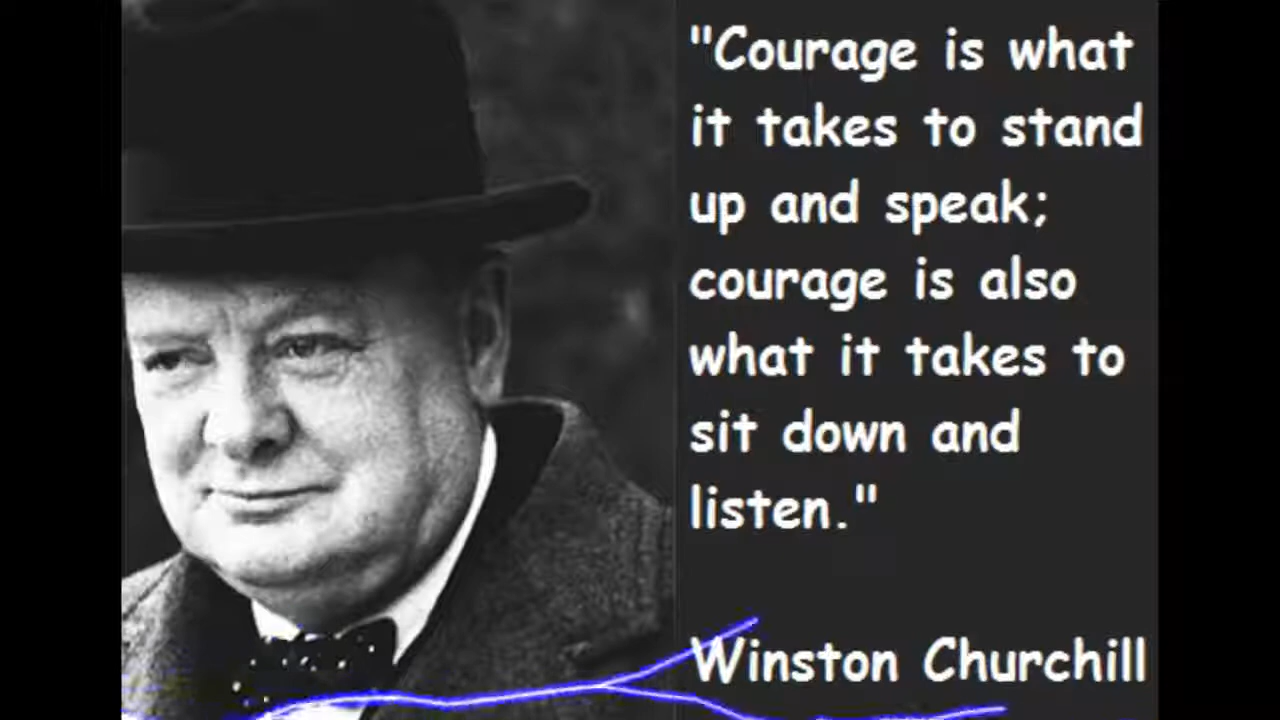 "Courage is what
it takes to stand
up and speak;
courage is also
what it takes to
sit down and
listen."
Winston Churchill